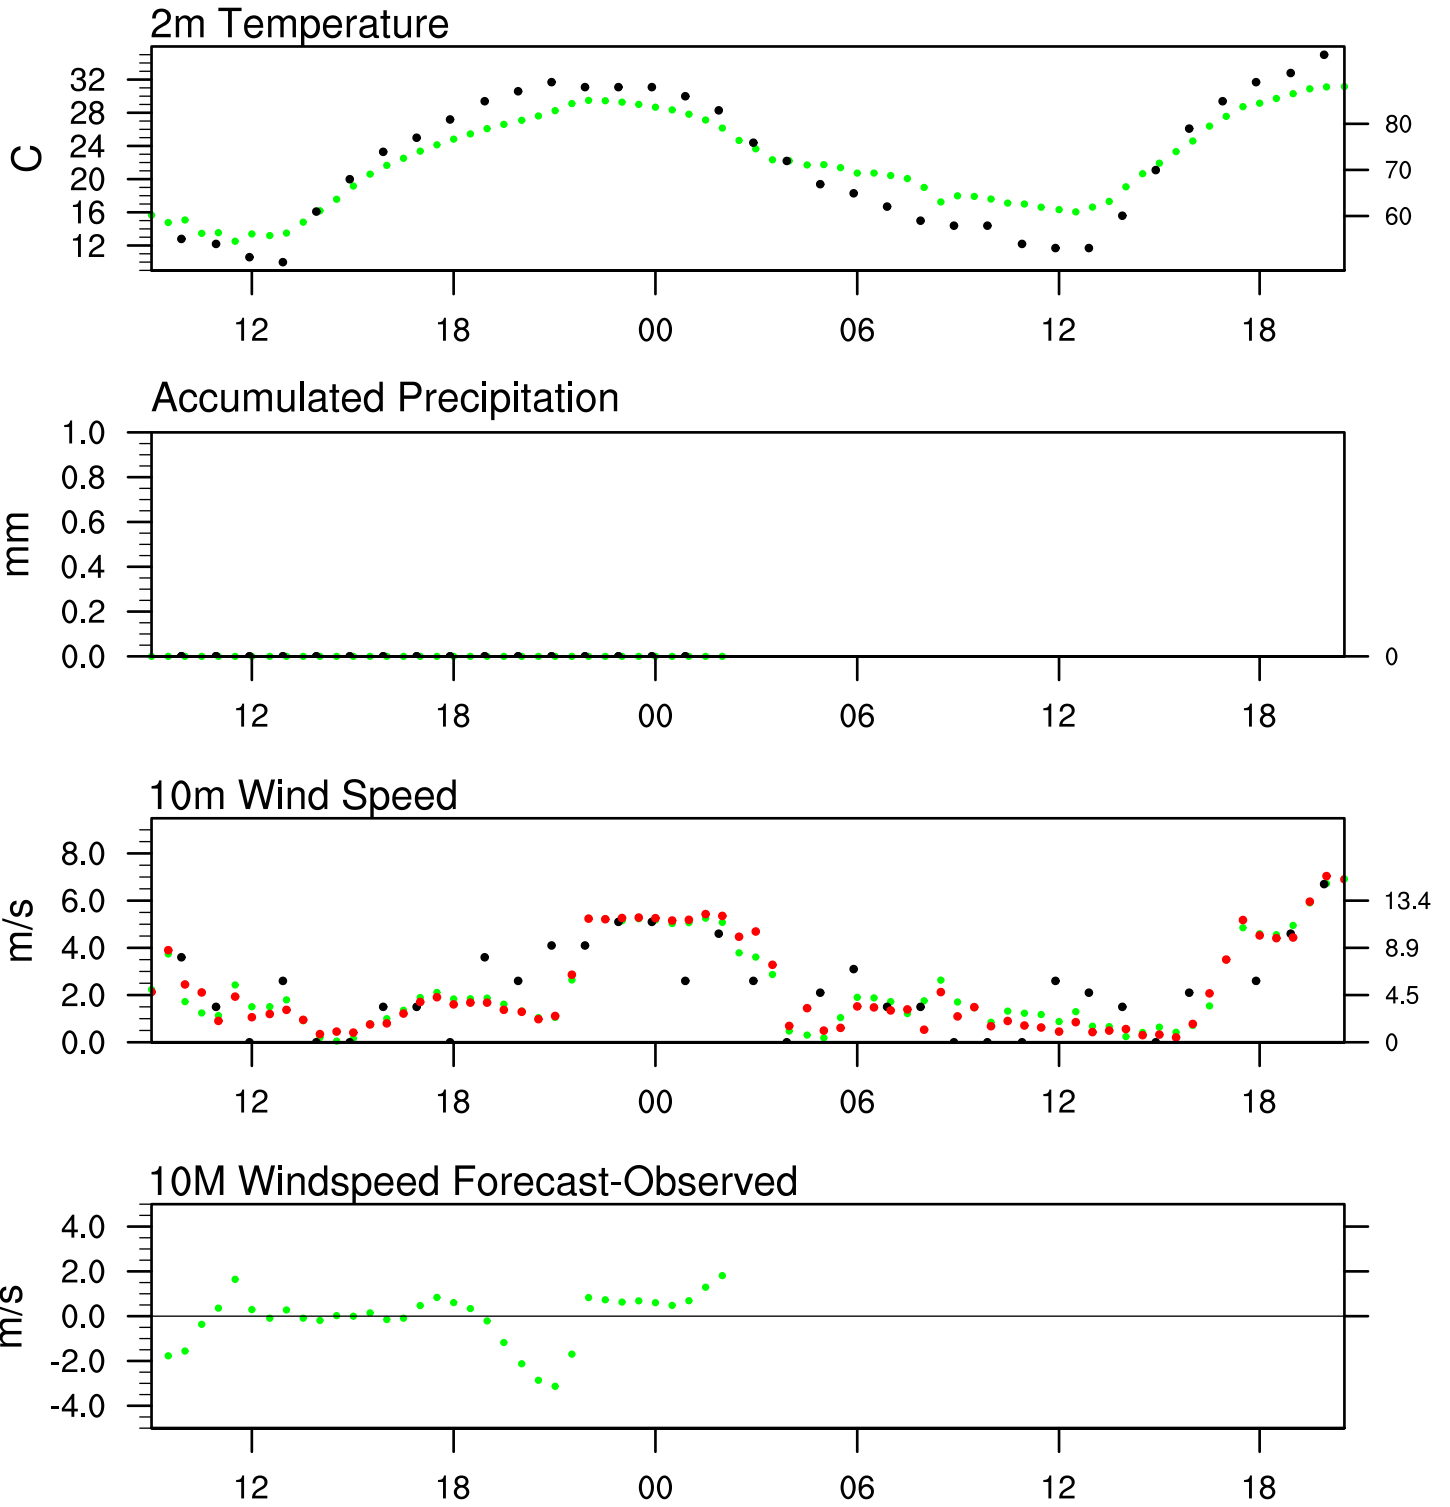 2m Temperature
32
28
24
20
16
12
C
80
70
60
12 18 00 06 12 18
Accumulated Precipitation
1.0
0.8
0.6
0.4
0.2
0.0
mm
0
12 18 00 06 12 18
10m Wind Speed
8.0
6.0
4.0
2.0
0.0
m/s
13.4
8.9
4.5
0
12 18 00 06 12 18
10M Windspeed Forecast-Observed
4.0
2.0
0.0
-2.0
-4.0
m/s
12 18 00 06 12 18